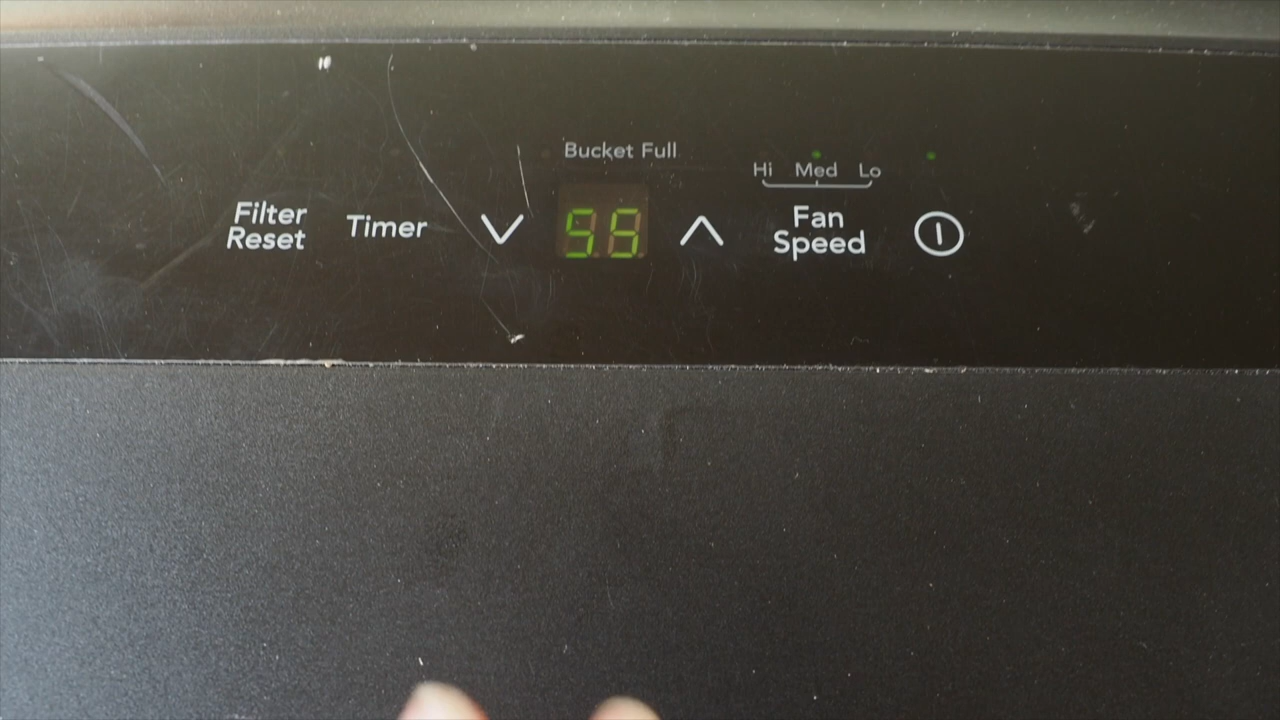 Bucket Full
Hi Med Lo
Filter
Reset
Timer
55
Fan
Speed